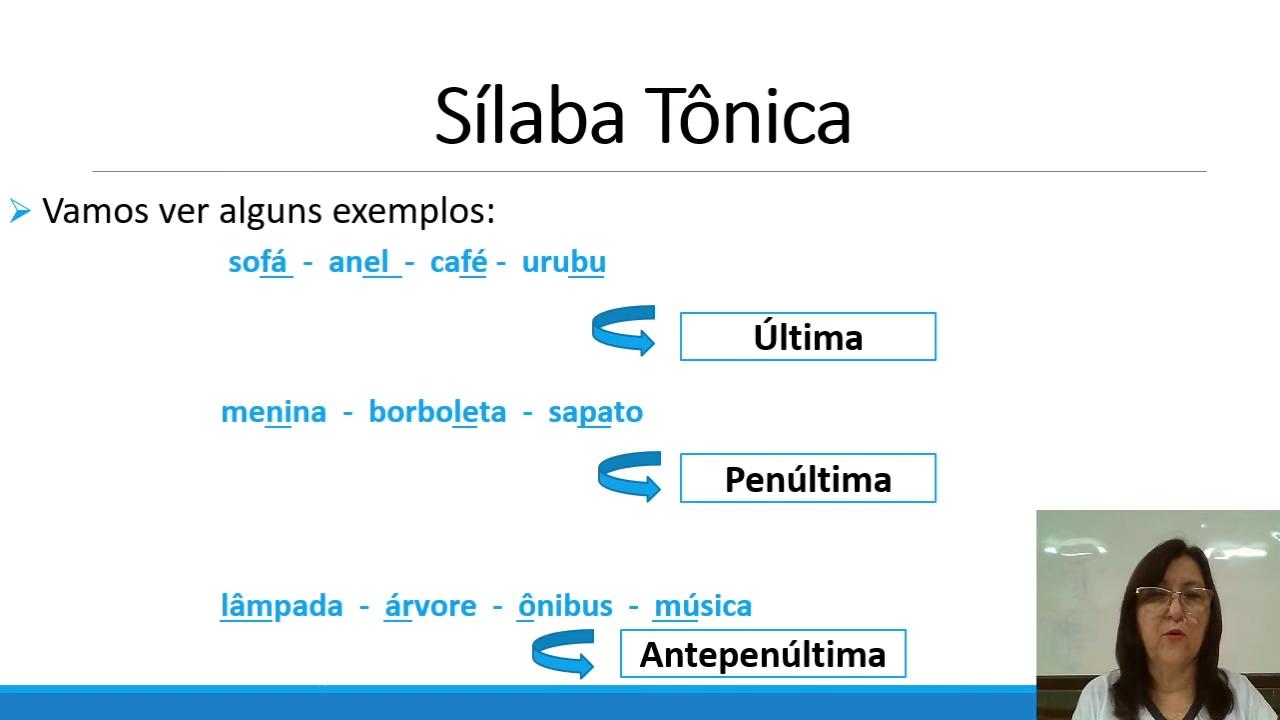 Sílaba Tônica
Vamos ver alguns exemplos:
sofá - anel - café - urubu
Última
menina - borboleta - sapato
Penúltima
lâmpada - árvore - ônibus - música
Antepenúltima